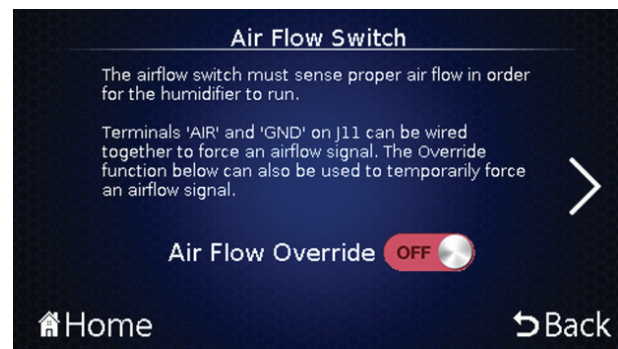 Air Flow Switch
The airflow switch must sense proper air flow in order
for the humidifier to run.
Terminals 'AIR' and 'GND' on J11 can be wired
together to force an airflow signal. The Override
function below can also be used to temporarily force
an airflow signal.
Air Flow Override OFF
Home
Back